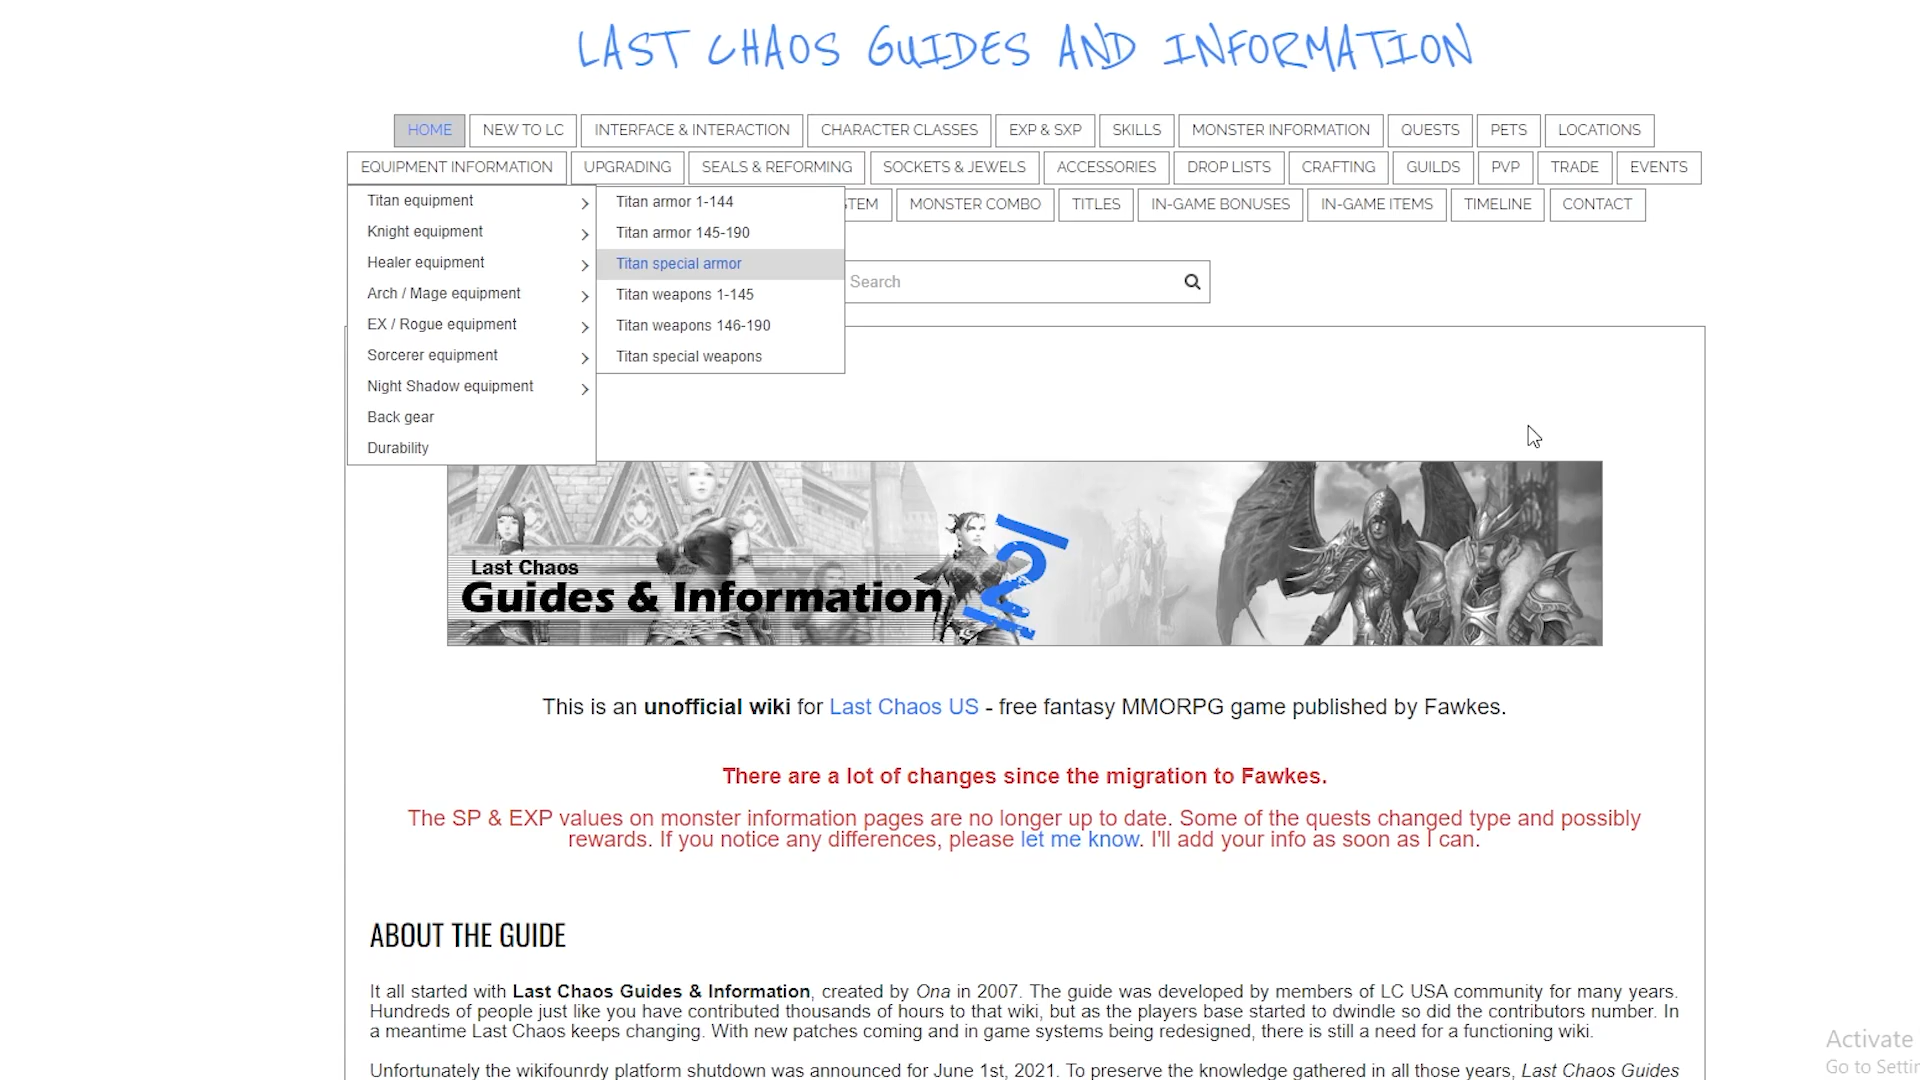 LAST CHAOS GUIDES AND INFORMATION
HOME NEW TO LC INTERFACE & INTERACTION CHARACTER CLASSES EXP & SXP SKILLS MONSTER INFORMATION QUESTS PETS LOCATIONS
EQUIPMENT INFORMATION UPGRADING SEALS & REFORMING SOCKETS & JEWELS ACCESSORIES DROP LISTS CRAFTING GUILDS PVP TRADE EVENTS
MONSTER COMBO TITLES IN-GAME BONUSES IN-GAME ITEMS TIMELINE CONTACT
Titan equipment
Knight equipment
Healer equipment
Arch / Mage equipment
EX / Rogue equipment
Sorcerer equipment
Night Shadow equipment
Back gear
Durability
Titan armor 1-144
Titan armor 145-190
Titan special armor
Titan weapons 1-145
Titan weapons 146-190
Titan special weapons
Search
Last Chaos
Guides & Information
2
This is an unofficial wiki for Last Chaos US - free fantasy MMORPG game published by Fawkes.
There are a lot of changes since the migration to Fawkes.
The SP & EXP values on monster information pages are no longer up to date. Some of the quests changed type and possibly
rewards. If you notice any differences, please let me know. I'll add your info as soon as I can.
ABOUT THE GUIDE
It all started with Last Chaos Guides & Information, created by Ona in 2007. The guide was developed by members of LC USA community for many years.
Hundreds of people just like you have contributed thousands of hours to that wiki, but as the players base started to dwindle so did the contributors number. In
a meantime Last Chaos keeps changing. With new patches coming and in game systems being redesigned, there is still a need for a functioning wiki.
Unfortunately the wikifounrdy platform shutdown was announced for June 1st, 2021. To preserve the knowledge gathered in all those years, Last Chaos Guides
Activate
Go to Settin